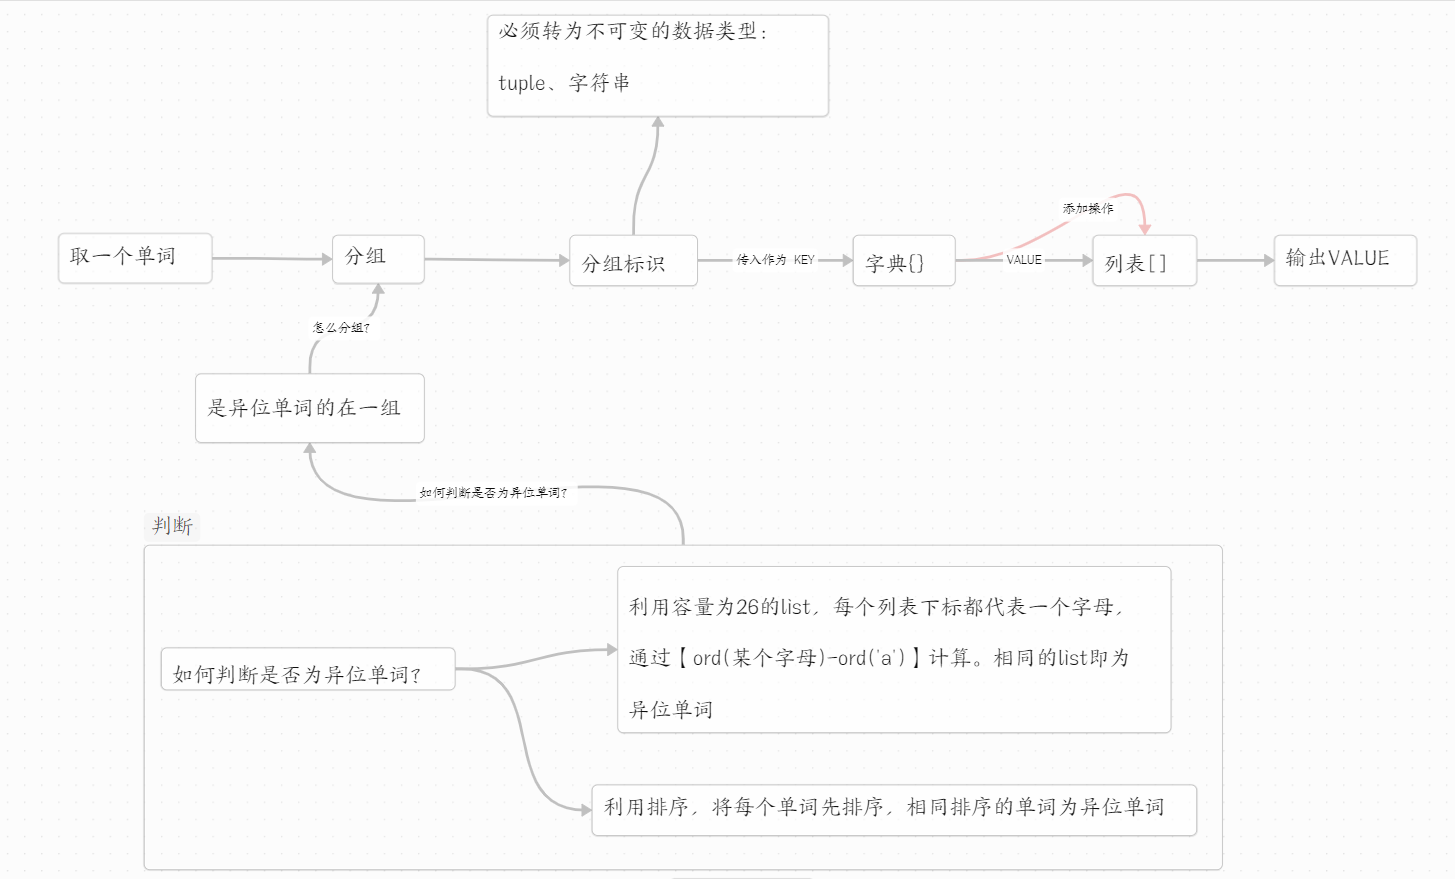 必须转为不可变的数据类型：
tuple、字符串
添加操作
取一个单词
分组
分组标识
传入作为 KEY
字典{}
VALUE
列表[]
输出VALUE
怎么分组？
是异位单词的在一组
如何判断是否为异位单词？
判断
利用容量为26的list，每个列表下标都代表一个字母，
通过【ord(某个字母)-ord('a')】计算。相同的list即为
异位单词
如何判断是否为异位单词？
利用排序，将每个单词先排序，相同排序的单词为异位单词